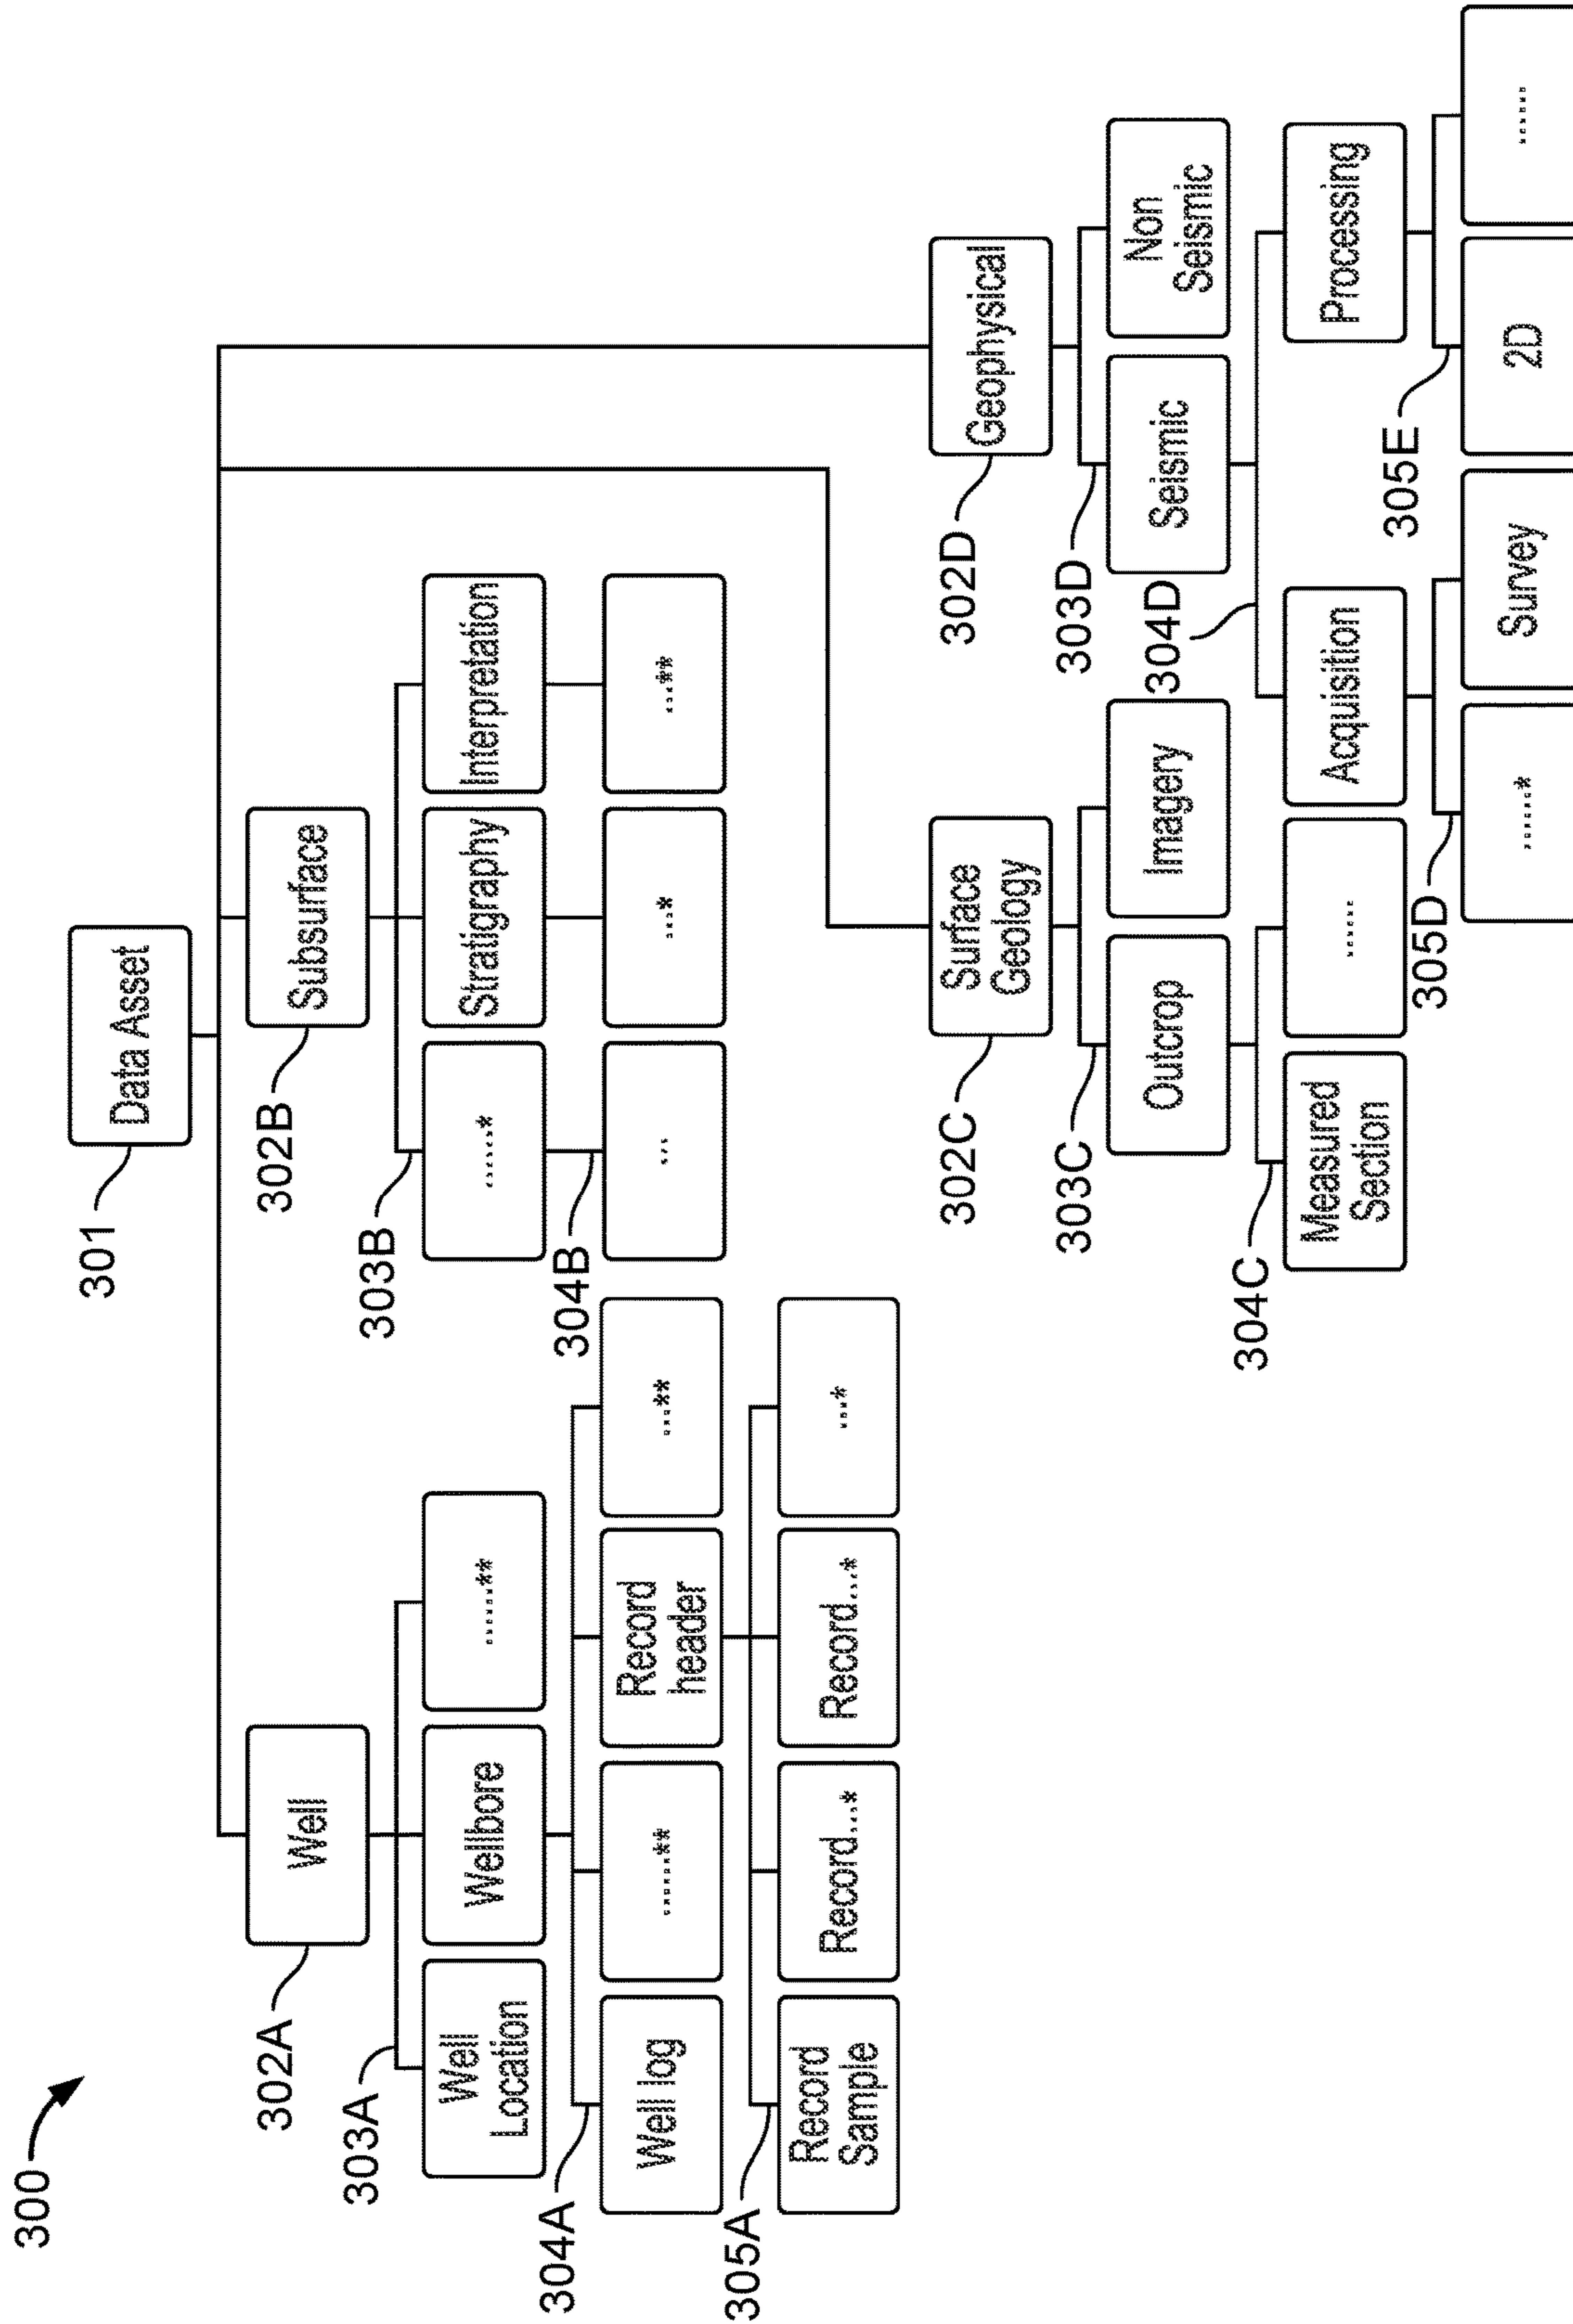 300
301
Data Asset
302A
Well
302B
Subsurface
303A
Well
Location
Wellbore
......**
303B
......*
Stratigraphy
Interpretation
304A
Well log
......**
Record
header
....**
304B
...
...*
....**
305A
Record
Sample
Record....*
Record....*
...*
302C
Surface
Geology
302D
Geophysical
303C
Outcrop
Imagery
303D
Seismic
Non
Seismic
304C
Measured
Section
......
304D
Acquisition
Processing
305D
......*
Survey
305E
2D
......